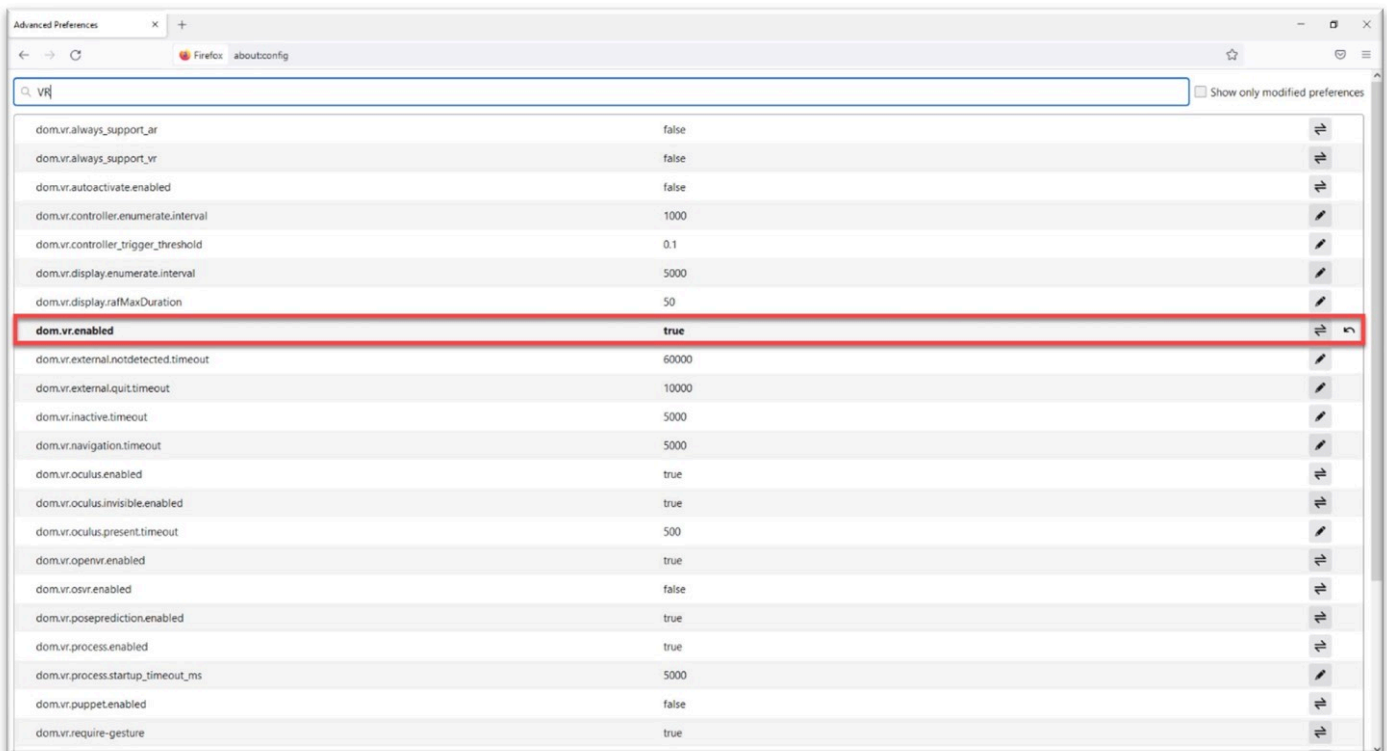 Advanced Preferences
Firefox about:config
VR
Show only modified preferences
dom.vr.always_support_ar false
dom.vr.always_support_vr false
dom.vr.autoactivate.enabled false
dom.vr.controller.enumerate.interval 1000
dom.vr.controller_trigger_threshold 0.1
dom.vr.display.enumerate.interval 5000
dom.vr.display.rafMaxDuration 50
dom.vr.enabled true
dom.vr.external.notdetected.timeout 60000
dom.vr.external.quit.timeout 10000
dom.vr.inactive.timeout 5000
dom.vr.navigation.timeout 5000
dom.vr.oculus.enabled true
dom.vr.oculus.invisible.enabled true
dom.vr.oculus.present.timeout 500
dom.vr.openvr.enabled true
dom.vr.osvr.enabled false
dom.vr.poseprediction.enabled true
dom.vr.process.enabled true
dom.vr.process.startup_timeout_ms 5000
dom.vr.puppet.enabled false
dom.vr.require-gesture true